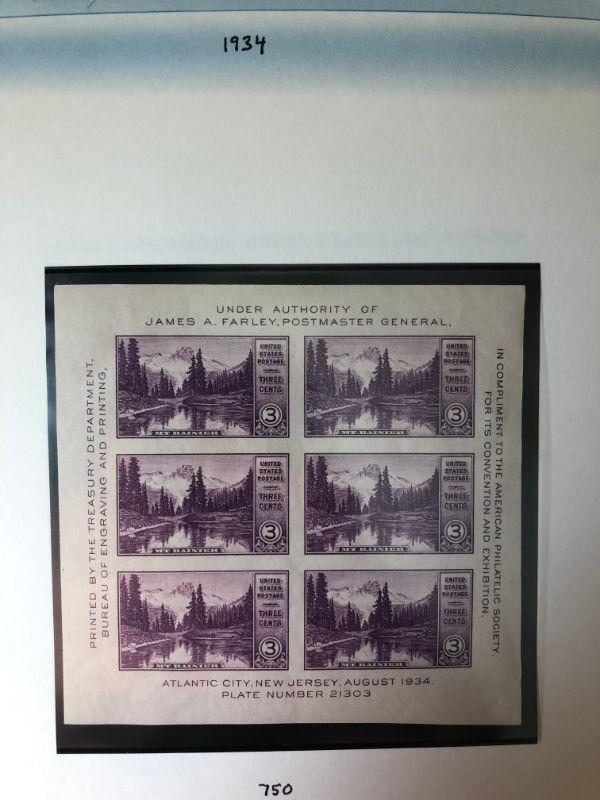 1934
UNDER AUTHORITY OF
JAMES A. FARLEY, POSTMASTER GENERAL,
PRINTED BY THE TREASURY DEPARTMENT,
BUREAU OF ENGRAVING AND PRINTING,
IN COMPLIMENT TO THE AMERICAN PHILATELIC SOCIETY,
FOR ITS CONVENTION AND EXHIBITION,
UNITED
STATES
POSTAGE
THREE
CENTS
3
MT RAINIER
UNITED
STATES
POSTAGE
THREE
CENTS
3
MT RAINIER
UNITED
STATES
POSTAGE
THREE
CENTS
3
MT RAINIER
UNITED
STATES
POSTAGE
THREE
CENTS
3
MT RAINIER
UNITED
STATES
POSTAGE
THREE
CENTS
3
MT RAINIER
UNITED
STATES
POSTAGE
THREE
CENTS
3
MT RAINIER
ATLANTIC CITY, NEW JERSEY, AUGUST 1934.
PLATE NUMBER 21303
750